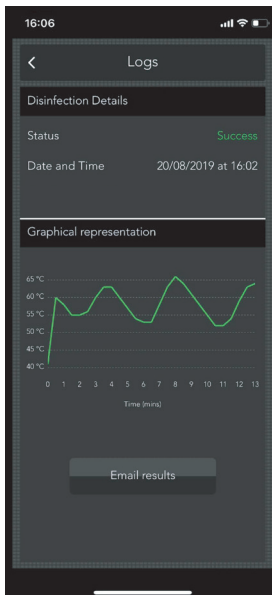 16:06
Logs
Disinfection Details
Status Success
Date and Time 20/08/2019 at 16:02
Graphical representation
65 °C
60 °C
55 °C
50 °C
45 °C
40 °C
0 1 2 3 4 5 6 7 8 9 10 11 12 13
Time (mins)
Email results